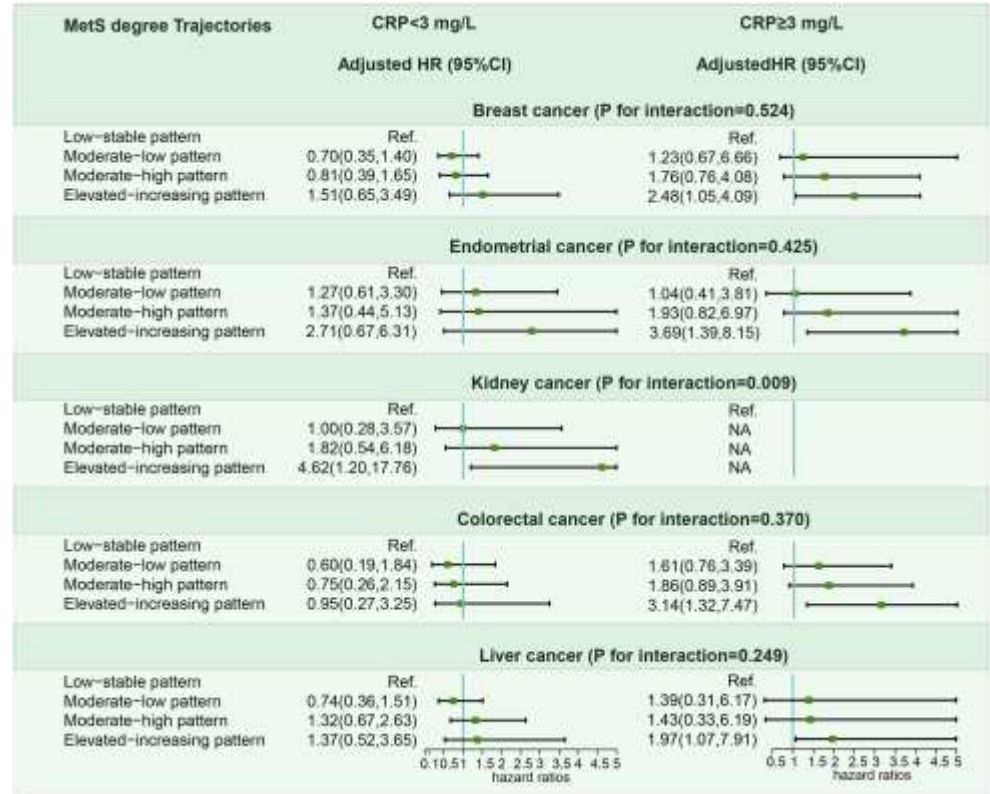 MetS degree Trajectories CRP<3 mg/L CRP≥3 mg/L
Adjusted HR (95%CI) AdjustedHR (95%CI)
Breast cancer (P for interaction=0.524)
Low-stable pattern Ref. Ref.
Moderate-low pattern 0.70(0.35,1.40) 1.23(0.67,6.66)
Moderate-high pattern 0.81(0.39,1.65) 1.76(0.76,4.08)
Elevated-increasing pattern 1.51(0.65,3.49) 2.48(1.05,4.09)
Endometrial cancer (P for interaction=0.425)
Low-stable pattern Ref. Ref.
Moderate-low pattern 1.27(0.61,3.30) 1.04(0.41,3.81)
Moderate-high pattern 1.37(0.44,5.13) 1.93(0.82,6.97)
Elevated-increasing pattern 2.71(0.67,6.31) 3.69(1.39,8.15)
Kidney cancer (P for interaction=0.009)
Low-stable pattern Ref. Ref.
Moderate-low pattern 1.00(0.28,3.57) NA
Moderate-high pattern 1.82(0.54,6.18) NA
Elevated-increasing pattern 4.62(1.20,17.76) NA
Colorectal cancer (P for interaction=0.370)
Low-stable pattern Ref. Ref.
Moderate-low pattern 0.60(0.19,1.84) 1.61(0.76,3.39)
Moderate-high pattern 0.75(0.26,2.15) 1.86(0.89,3.91)
Elevated-increasing pattern 0.95(0.27,3.25) 3.14(1.32,7.47)
Liver cancer (P for interaction=0.249)
Low-stable pattern Ref. Ref.
Moderate-low pattern 0.74(0.36,1.51) 1.39(0.31,6.17)
Moderate-high pattern 1.32(0.67,2.63) 1.43(0.33,6.19)
Elevated-increasing pattern 1.37(0.52,3.65) 1.97(1.07,7.91)
0.1 0.5 1 1.5 2 2.5 3 3.5 4 4.5 5 0.5 1 1.5 2 2.5 3 3.5 4 4.5 5
hazard ratios hazard ratios